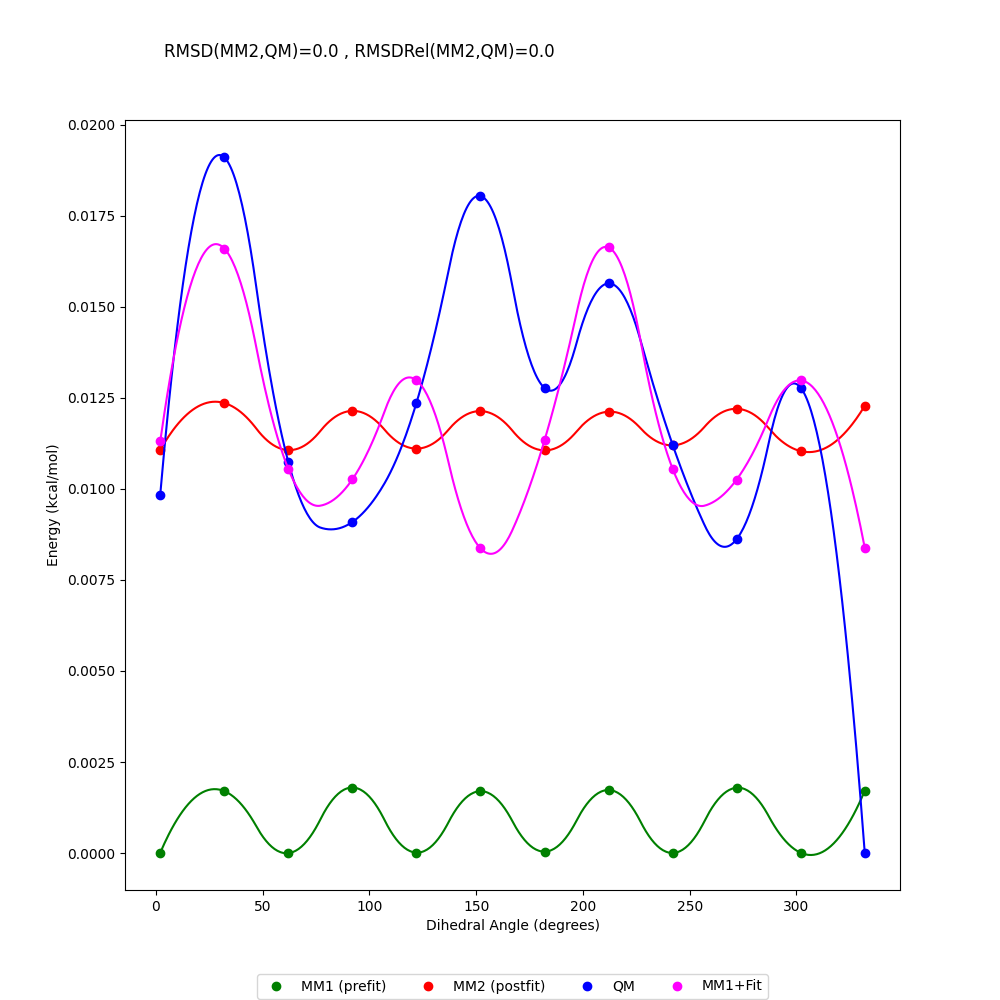 RMSD(MM2,QM)=0.0 , RMSDRel(MM2,QM)=0.0
0.0200
0.0175
0.0150
0.0125
0.0100
0.0075
0.0050
0.0025
0.0000
Energy (kcal/mol)
0 50 100 150 200 250 300
Dihedral Angle (degrees)
MM1 (prefit) MM2 (postfit) QM MM1+Fit